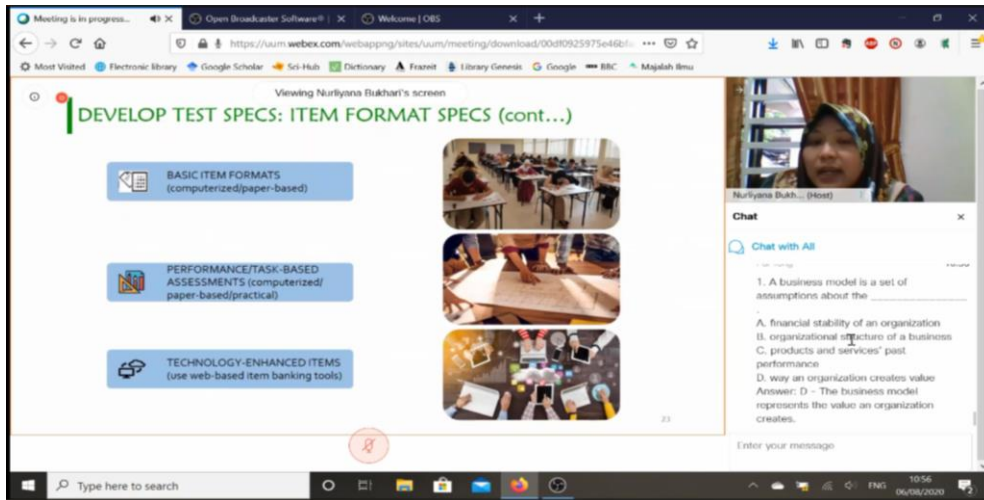 Meeting is in progress...
Open Broadcaster Software® |
Welcome | OBS
https://uum.webex.com/webappng/sites/uum/meeting/download/00df0925975e46bf
Most Visited
Electronic library
Google Scholar
Sci-Hub
Dictionary
Frazeit
Library Genesis
Google
BBC
Majalah Ilmu
Viewing Nurliyana Bukhari's screen
DEVELOP TEST SPECS: ITEM FORMAT SPECS (cont...)
BASIC ITEM FORMATS
(computerized/paper-based)
PERFORMANCE/TASK-BASED
ASSESSMENTS (computerized/
paper-based/practical)
TECHNOLOGY-ENHANCED ITEMS
(use web-based item banking tools)
23
Nurliyana Bukh... (Host)
Chat
Chat with All
1. A business model is a set of
assumptions about the ____________________
.
A. financial stability of an organization
B. organizational structure of a business
C. products and services' past
performance
D. way an organization creates value
Answer: D – The business model
represents the value an organization
creates.
Enter your message
Type here to search
ENG
10:56
06/08/2020